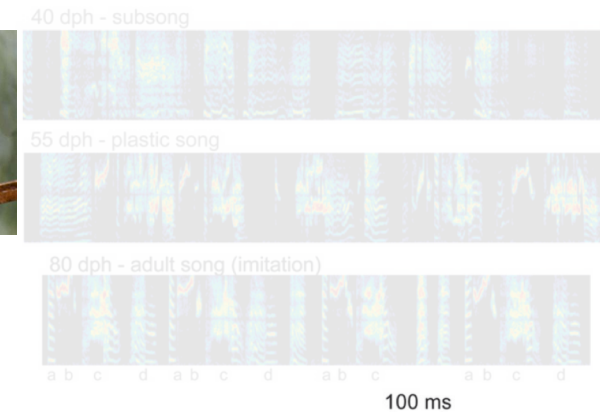 40 dph - subsong
55 dph - plastic song
80 dph - adult song (imitation)
a b c d a b c d a b c a b c d
100 ms